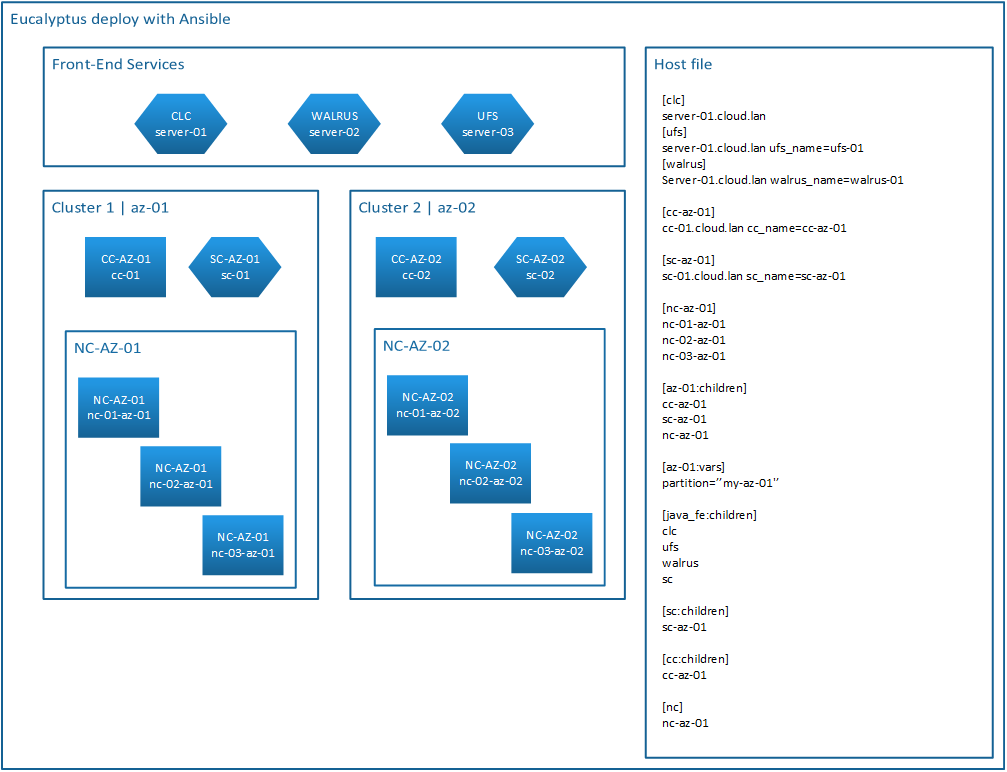 Eucalyptus deploy with Ansible
Front-End Services
CLC
server-01
WALRUS
server-02
UFS
server-03
Cluster 1 | az-01
CC-AZ-01
cc-01
SC-AZ-01
sc-01
NC-AZ-01
NC-AZ-01
nc-01-az-01
NC-AZ-01
nc-02-az-01
NC-AZ-01
nc-03-az-01
Cluster 2 | az-02
CC-AZ-02
cc-02
SC-AZ-02
sc-02
NC-AZ-02
NC-AZ-02
nc-01-az-02
NC-AZ-02
nc-02-az-02
NC-AZ-02
nc-03-az-02
Host file
[clc]
server-01.cloud.lan
[ufs]
server-01.cloud.lan ufs_name=ufs-01
[walrus]
Server-01.cloud.lan walrus_name=walrus-01
[cc-az-01]
cc-01.cloud.lan cc_name=cc-az-01
[sc-az-01]
sc-01.cloud.lan sc_name=sc-az-01
[nc-az-01]
nc-01-az-01
nc-02-az-01
nc-03-az-01
[az-01:children]
cc-az-01
sc-az-01
nc-az-01
[az-01:vars]
partition=”my-az-01”
[java_fe:children]
clc
ufs
walrus
sc
[sc:children]
sc-az-01
[cc:children]
cc-az-01
[nc]
nc-az-01